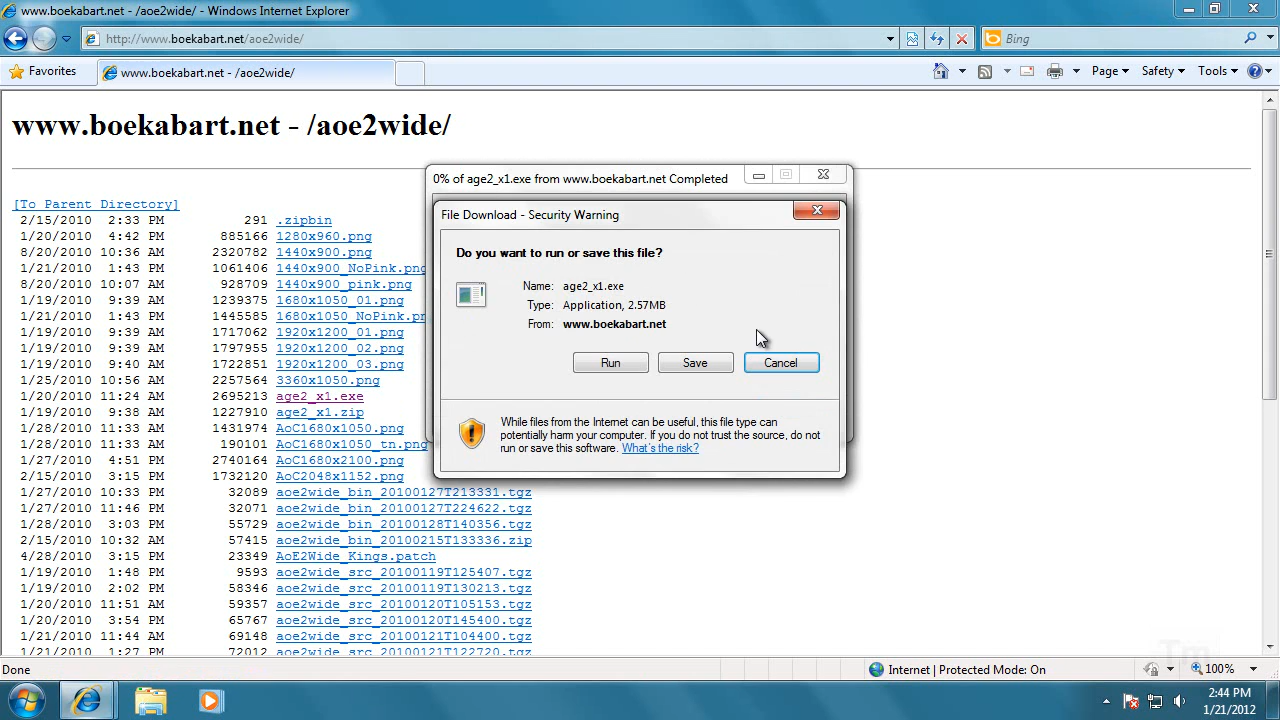 www.boekabart.net - /aoe2wide/ - Windows Internet Explorer
http://www.boekabart.net/aoe2wide/
Bing
Favorites
www.boekabart.net - /aoe2wide/
Page
Safety
Tools
www.boekabart.net - /aoe2wide/
[To Parent Directory]
2/15/2010 2:33 PM 291 .zipbin
1/20/2010 4:42 PM 885166 1280x960.png
8/20/2010 10:36 AM 2320782 1440x900.png
1/21/2010 1:43 PM 1061406 1440x900_NoPink.png
8/20/2010 10:07 AM 928709 1440x900_pink.png
1/19/2010 9:39 AM 1239375 1680x1050_01.png
1/21/2010 1:43 PM 1445585 1680x1050_NoPink.png
1/19/2010 9:39 AM 1717062 1920x1200_01.png
1/19/2010 9:39 AM 1797955 1920x1200_02.png
1/19/2010 9:40 AM 1722851 1920x1200_03.png
1/25/2010 10:56 AM 2257564 3360x1050.png
1/20/2010 11:24 AM 2695213 age2_x1.exe
1/19/2010 9:38 AM 1227910 age2_x1.zip
1/19/2010 8:24 AM 1431974 AoC1680x1050.png
1/19/2010 8:44 AM 190101 AoC1680x1050_tn.png
1/27/2010 4:51 PM 2740164 AoC1680x2100.png
2/15/2010 3:15 PM 1732120 AoC2048x1152.png
1/27/2010 10:33 PM 32089 aoe2wide_bin_20100127T213331.tgz
1/27/2010 11:46 PM 32071 aoe2wide_bin_20100127T224622.tgz
1/28/2010 3:03 PM 55729 aoe2wide_bin_20100128T140356.tgz
2/15/2010 10:32 PM 57415 aoe2wide_bin_20100215T133336.zip
4/28/2010 3:15 PM 23349 AoE2Wide_Kings.patch
1/19/2010 1:48 PM 9593 aoe2wide_src_20100119T125407.tgz
1/19/2010 2:02 PM 58346 aoe2wide_src_20100119T130213.tgz
1/20/2010 11:51 AM 59357 aoe2wide_src_20100120T105153.tgz
1/20/2010 3:54 PM 65767 aoe2wide_src_20100120T145400.tgz
1/21/2010 11:44 AM 69148 aoe2wide_src_20100121T104400.tgz
1/21/2010 1:27 PM 72012 aoe2wide_src_20100121T122720.tgz
0% of age2_x1.exe from www.boekabart.net Completed
File Download - Security Warning
Do you want to run or save this file?
Name: age2_x1.exe
Type: Application, 2.57MB
From: www.boekabart.net
Run
Save
Cancel
While files from the Internet can be useful, this file type can
potentially harm your computer. If you do not trust the source, do not
run or save this software. What's the risk?
Tm
Done
Internet | Protected Mode: On
100%
2:44 PM
1/21/2012